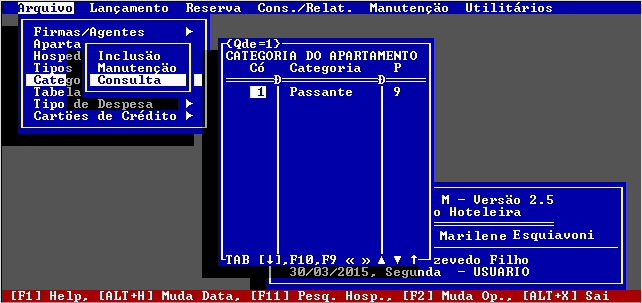 Arquivo Lançamento Reserva Cons./Relat. Manutenção Utilitários
Firmas/Agentes
Aparta
Hosped
Tipos
Catego
Tabela
Tipo de Despesa
Cartões de Crédito
Inclusão
Manutenção
Consulta
{Qde=1}
CATEGORIA DO APARTAMENTO
Có Categoria P
1 Passante 9
TAB [↓],F10,F9 « » ▲ ▼ ↑
M - Versão 2.5
o Hoteleira
Marilene Esquiavoni
zevedo Filho
30/03/2015, Segunda - USUARIO
[F1] Help, [ALT+H] Muda Data, [F11] Pesq. Hosp., [F2] Muda Op., [ALT+X] Sai